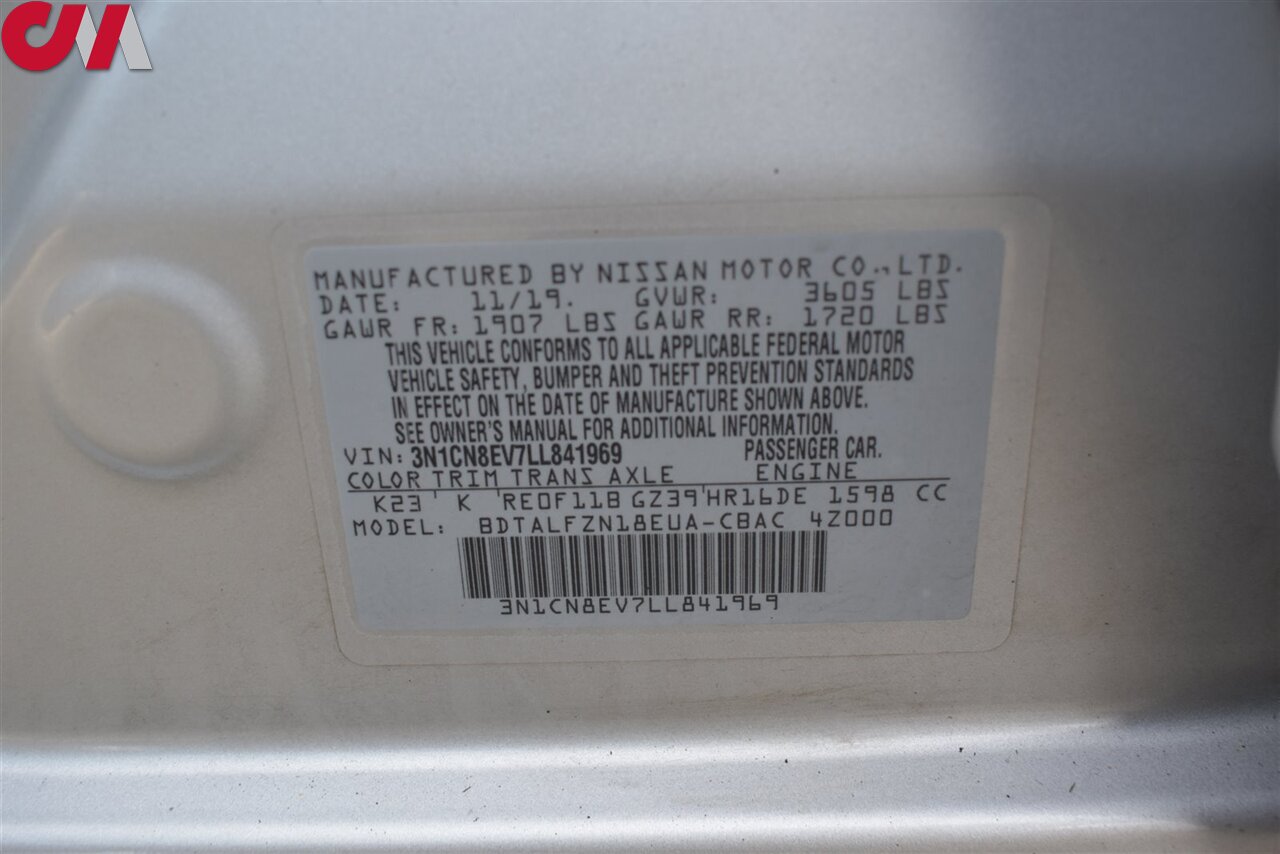 CM
MANUFACTURED BY NISSAN MOTOR CO., LTD.
DATE: 11/19. GVWR: 3605 LBS
GAWR FR: 1907 LBS GAWR RR: 1720 LBS
THIS VEHICLE CONFORMS TO ALL APPLICABLE FEDERAL MOTOR
VEHICLE SAFETY, BUMPER AND THEFT PREVENTION STANDARDS
IN EFFECT ON THE DATE OF MANUFACTURE SHOWN ABOVE.
SEE OWNER'S MANUAL FOR ADDITIONAL INFORMATION.
VIN: 3N1CN8EV7LL841969 PASSENGER CAR.
COLOR TRIM TRANS AXLE ENGINE
K23 K RE0F11B GZ39 HR16DE 1598 CC
MODEL: BDTALFZN18EUA-CBAC 4Z000
3N1CN8EV7LL841969